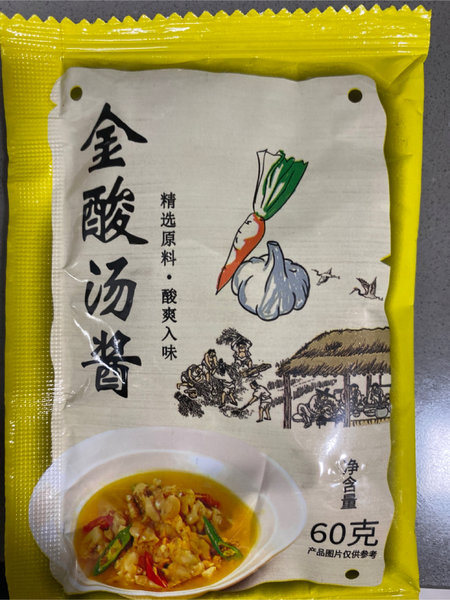 金酸汤酱
精选原料·酸爽入味
净含量
60克
产品图片仅供参考